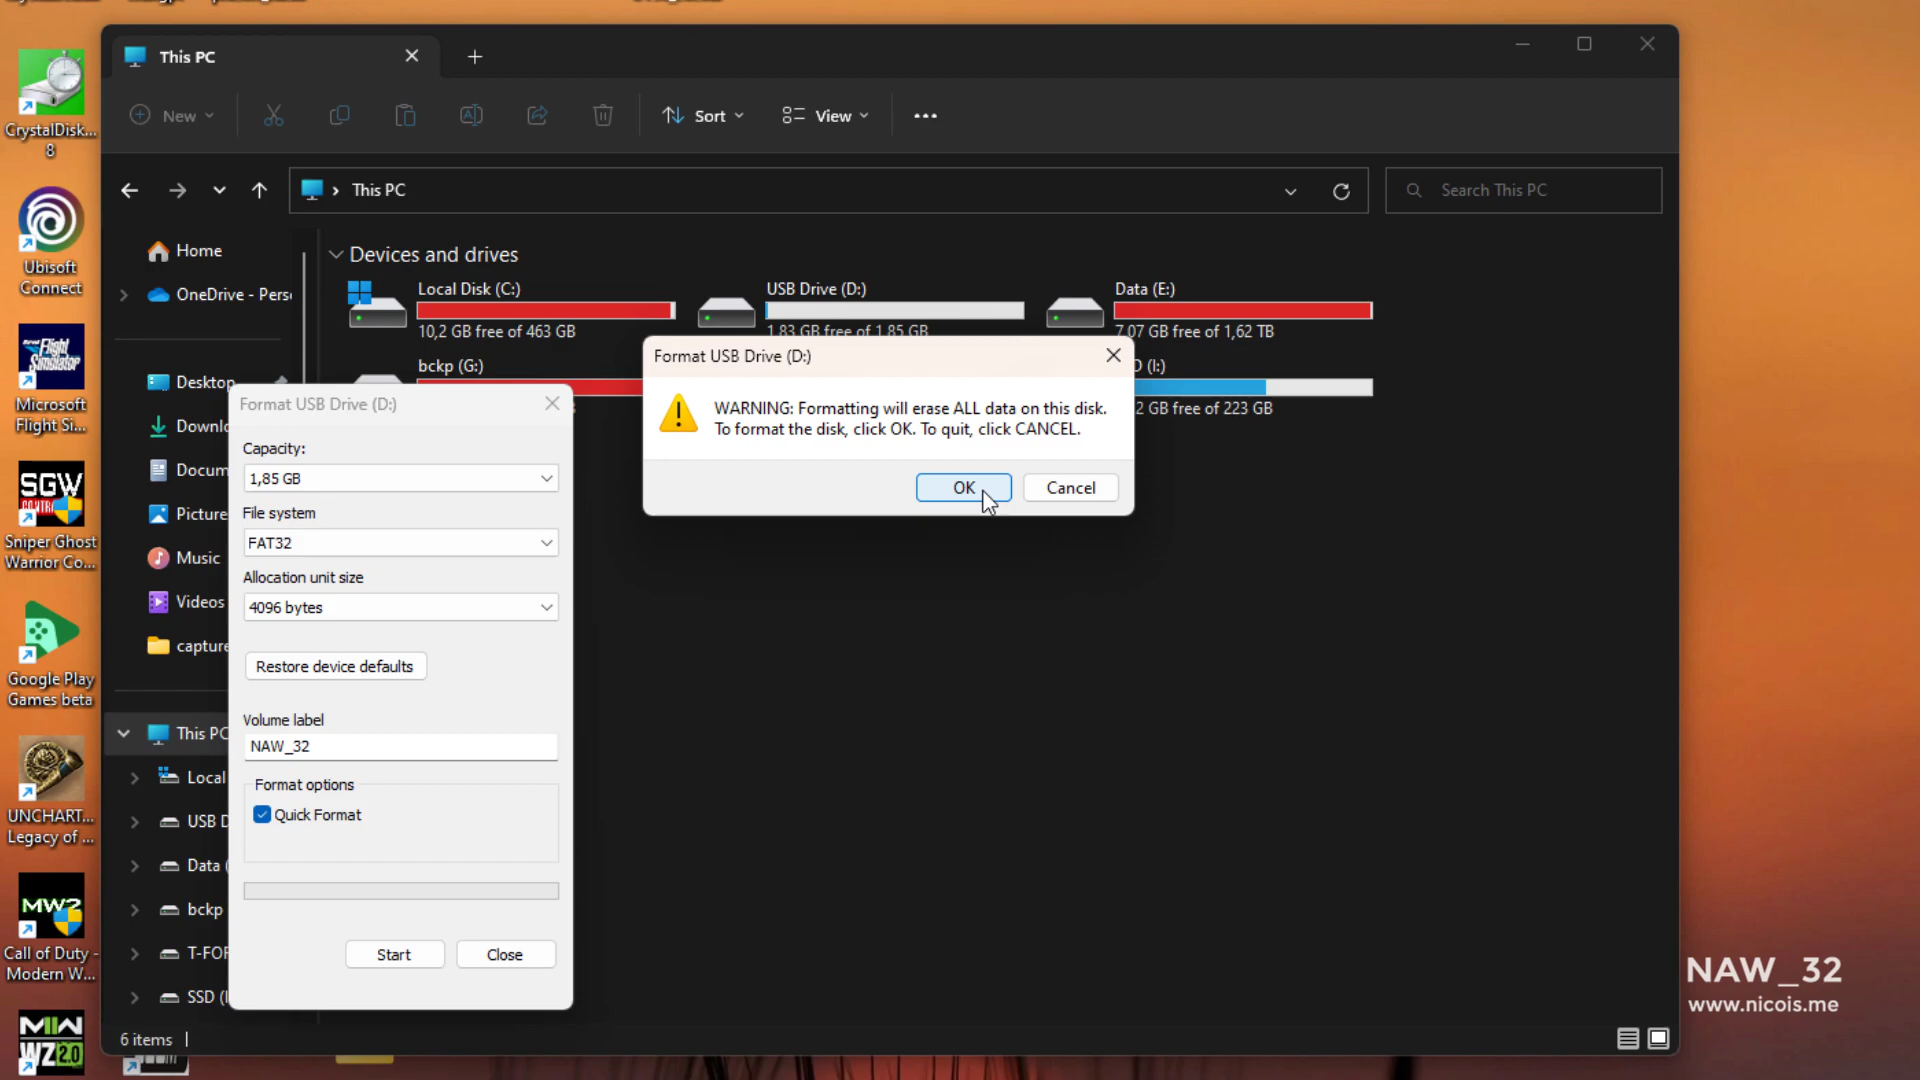 This PC
New
Sort
View
This PC
Search This PC
Home
OneDrive - Pers
Desktop
Downl
Docum
Picture
Music
Videos
capture
This PC
Local
USB D
Data (
bckp
T-FOR
SSD (I
6 items
Devices and drives
Local Disk (C:)
10,2 GB free of 463 GB
USB Drive (D:)
1,83 GB free of 1,85 GB
Data (E:)
7,07 GB free of 1,62 TB
bckp (G:)
D (I:)
2 GB free of 223 GB
Format USB Drive (D:)
WARNING: Formatting will erase ALL data on this disk.
To format the disk, click OK. To quit, click CANCEL.
OK
Cancel
Format USB Drive (D:)
Capacity:
1,85 GB
File system
FAT32
Allocation unit size
4096 bytes
Restore device defaults
Volume label
NAW_32
Format options
Quick Format
Start
Close
CrystalDisk...
8
Ubisoft
Connect
Flight
Simulator
Microsoft
Flight Si...
SGW
Sniper Ghost
Warrior Co...
Google Play
Games beta
UNCHART...
Legacy of ...
MW2
Call of Duty -
Modern W...
MW
WZ 2.0
NAW_32
www.nicois.me